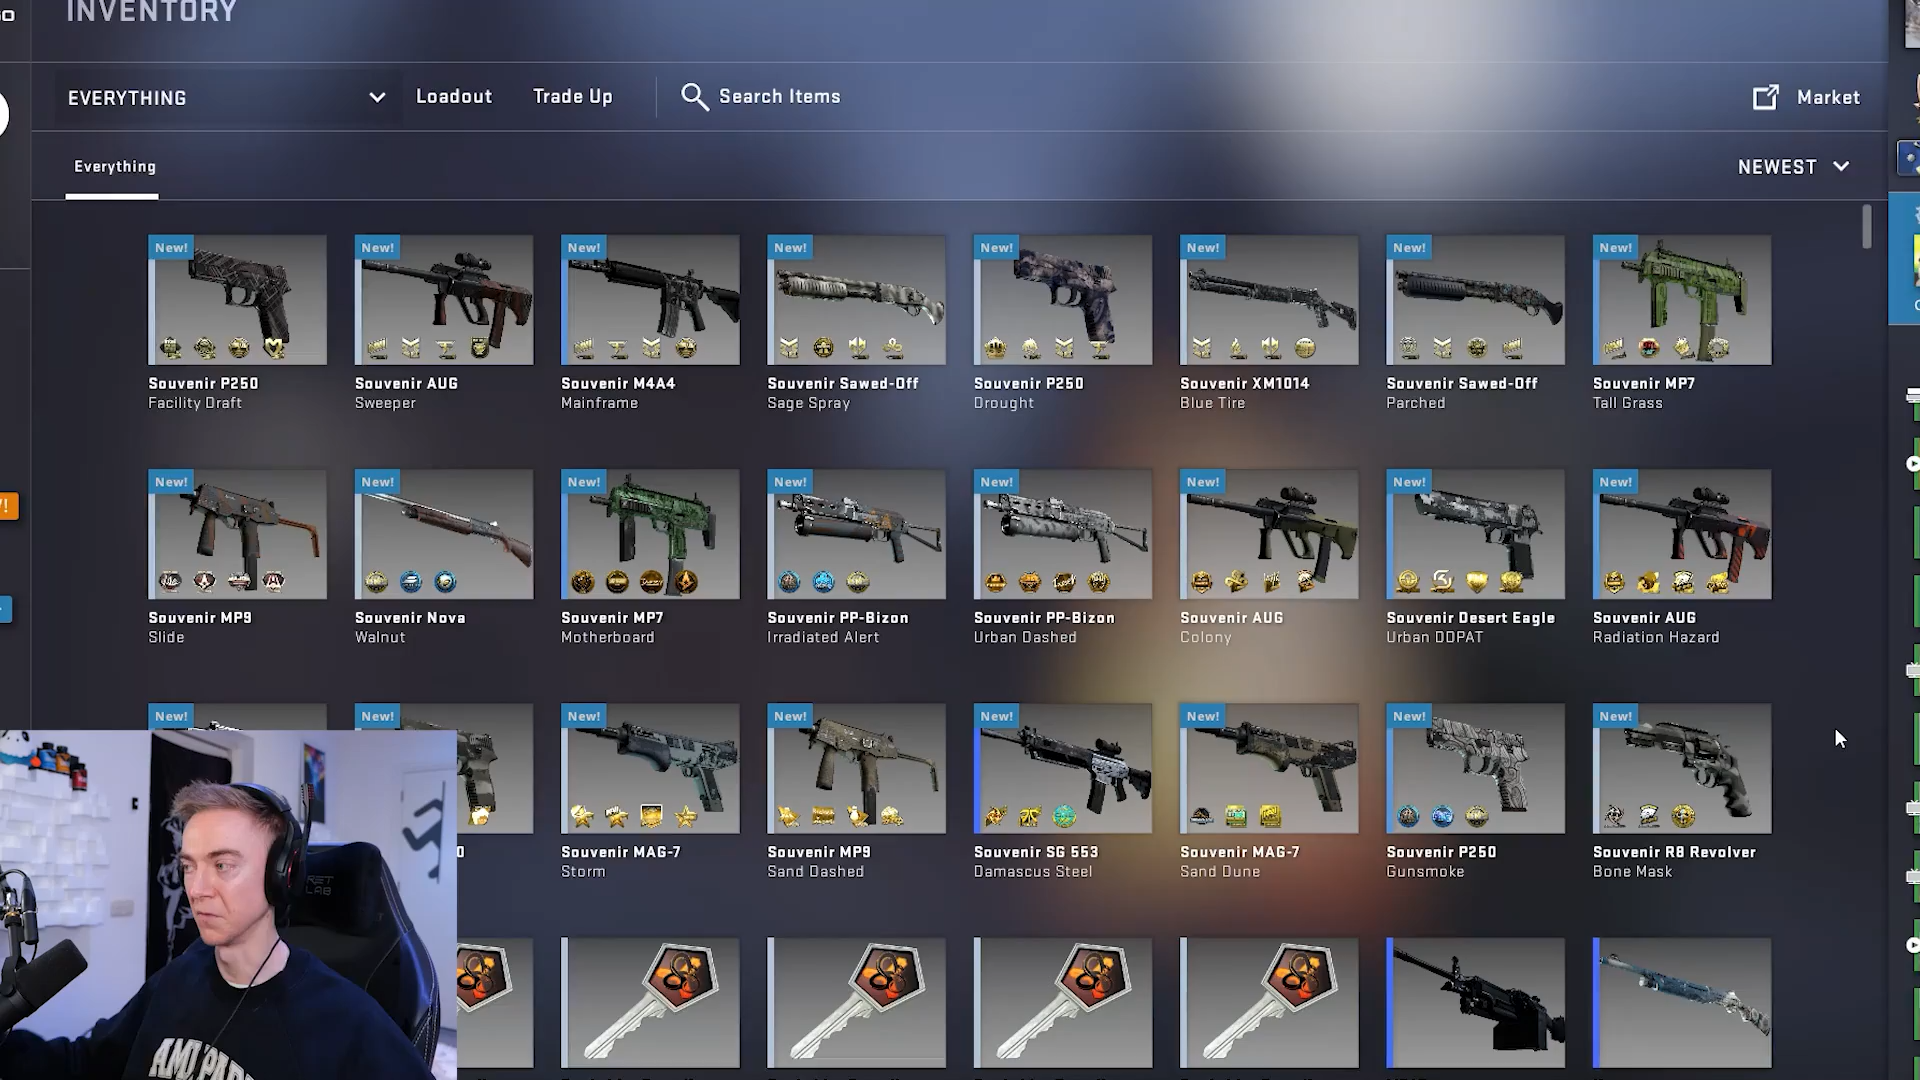 INVENTORY
EVERYTHING
Loadout
Trade Up
Search Items
Market
Everything
NEWEST
New! New! New! New! New! New! New! New!
Souvenir P250 Souvenir AUG Souvenir M4A4 Souvenir Sawed-Off Souvenir P250 Souvenir XM1014 Souvenir Sawed-Off Souvenir MP7
Facility Draft Sweeper Mainframe Sage Spray Drought Blue Tire Parched Tall Grass
New! New! New! New! New! New! New! New!
Souvenir MP9 Souvenir Nova Souvenir MP7 Souvenir PP-Bizon Souvenir PP-Bizon Souvenir AUG Souvenir Desert Eagle Souvenir AUG
Slide Walnut Motherboard Irradiated Alert Urban Dashed Colony Urban DDPAT Radiation Hazard
New! New! New! New! New! New! New! New!
Souvenir MAG-7 Souvenir MP9 Souvenir SG 553 Souvenir MAG-7 Souvenir P250 Souvenir R8 Revolver
Storm Sand Dashed Damascus Steel Sand Dune Gunsmoke Bone Mask